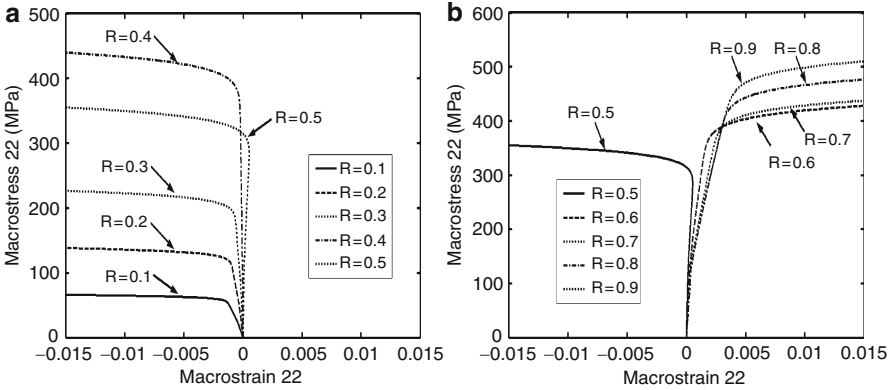 a
500
400
300
200
100
0
Macrostress 22 (MPa)
R=0.4
R=0.5
R=0.3
R=0.2
R=0.1
R=0.1
R=0.2
R=0.3
R=0.4
R=0.5
−0.015 −0.01 −0.005 0 0.005 0.01 0.015
Macrostrain 22
b
600
500
400
300
200
100
0
Macrostress 22 (MPa)
R=0.9
R=0.8
R=0.5
R=0.7
R=0.6
R=0.5
R=0.6
R=0.7
R=0.8
R=0.9
−0.015 −0.01 −0.005 0 0.005 0.01 0.015
Macrostrain 22